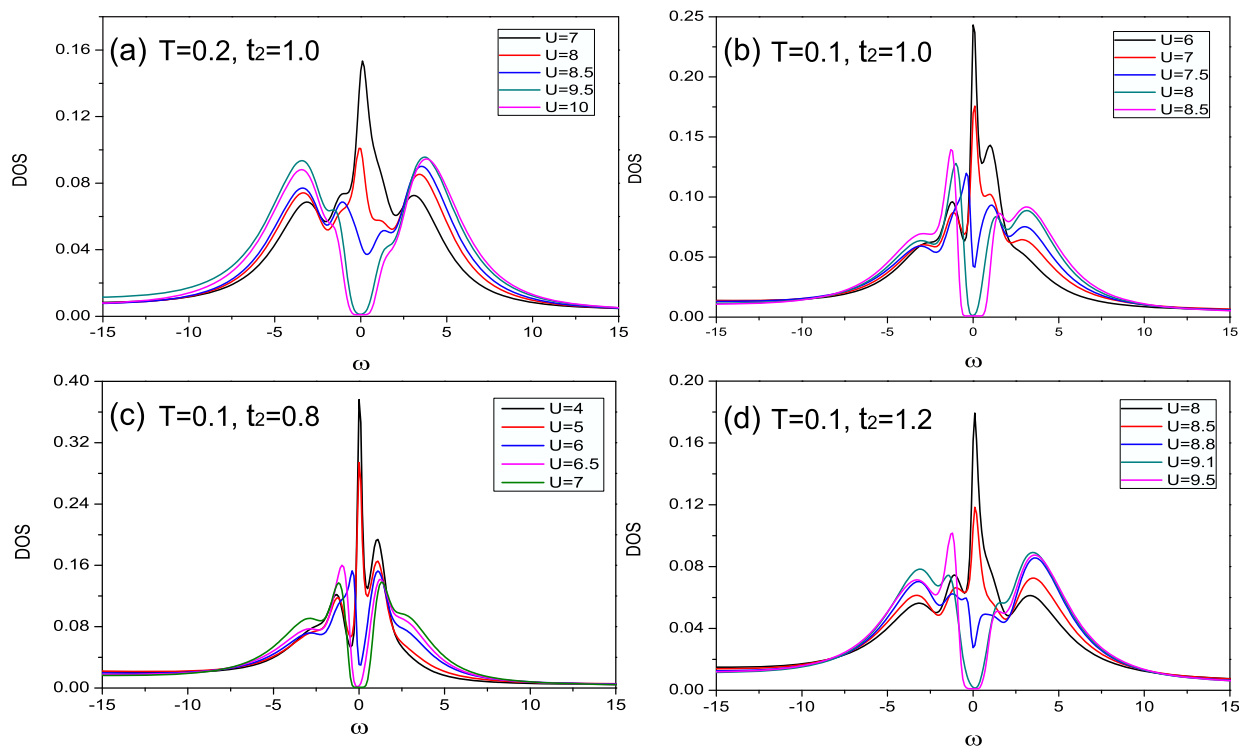 (a) T=0.2, t2=1.0
U=7
U=8
U=8.5
U=9.5
U=10
DOS
0.16
0.12
0.08
0.04
0.00
-15 -10 -5 0 5 10 15
ω
(b) T=0.1, t2=1.0
U=6
U=7
U=7.5
U=8
U=8.5
DOS
0.25
0.20
0.15
0.10
0.05
0.00
-15 -10 -5 0 5 10 15
ω
(c) T=0.1, t2=0.8
U=4
U=5
U=6
U=6.5
U=7
DOS
0.40
0.32
0.24
0.16
0.08
0.00
-15 -10 -5 0 5 10 15
ω
(d) T=0.1, t2=1.2
U=8
U=8.5
U=8.8
U=9.1
U=9.5
DOS
0.20
0.16
0.12
0.08
0.04
0.00
-15 -10 -5 0 5 10 15
ω